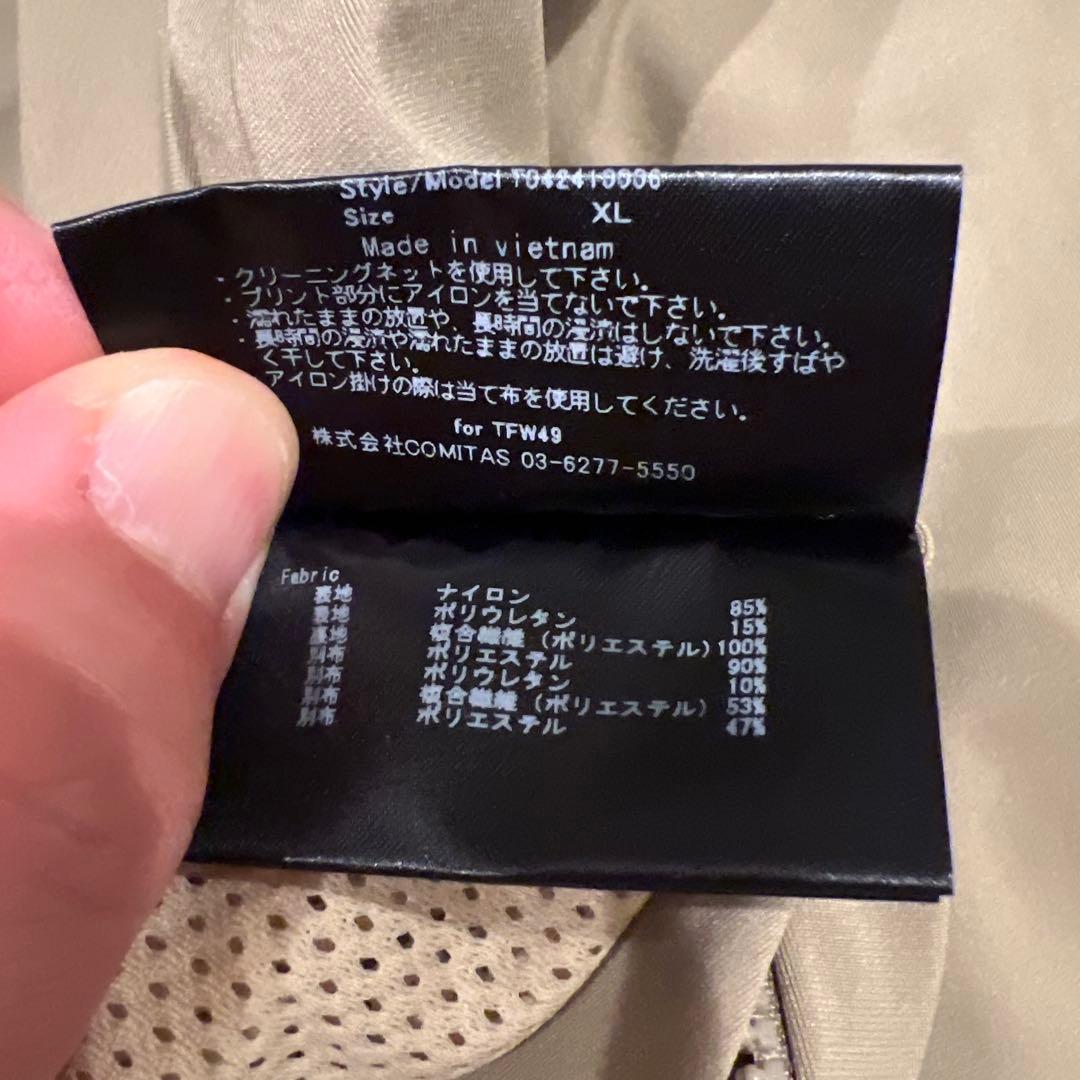 Style/Model T042410006
Size XL
Made in vietnam
・クリーニングネットを使用して下さい。
・プリント部分にアイロンを当てないで下さい。
・濡れたままの放置や、長時間の浸漬はしないで下さい。
・長時間の浸漬や濡れたままの放置は避け、洗濯後すばや
く干して下さい。
アイロン掛けの際は当て布を使用してください。
for TFW49
株式会社COMITAS 03-6277-5550
Fabric
表地 ナイロン 85%
裏地 ポリウレタン 15%
裏地 複合繊維(ポリエステル) 100%
別布 ポリエステル 90%
別布 ポリウレタン 10%
別布 複合繊維(ポリエステル) 53%
別布 ポリエステル 47%